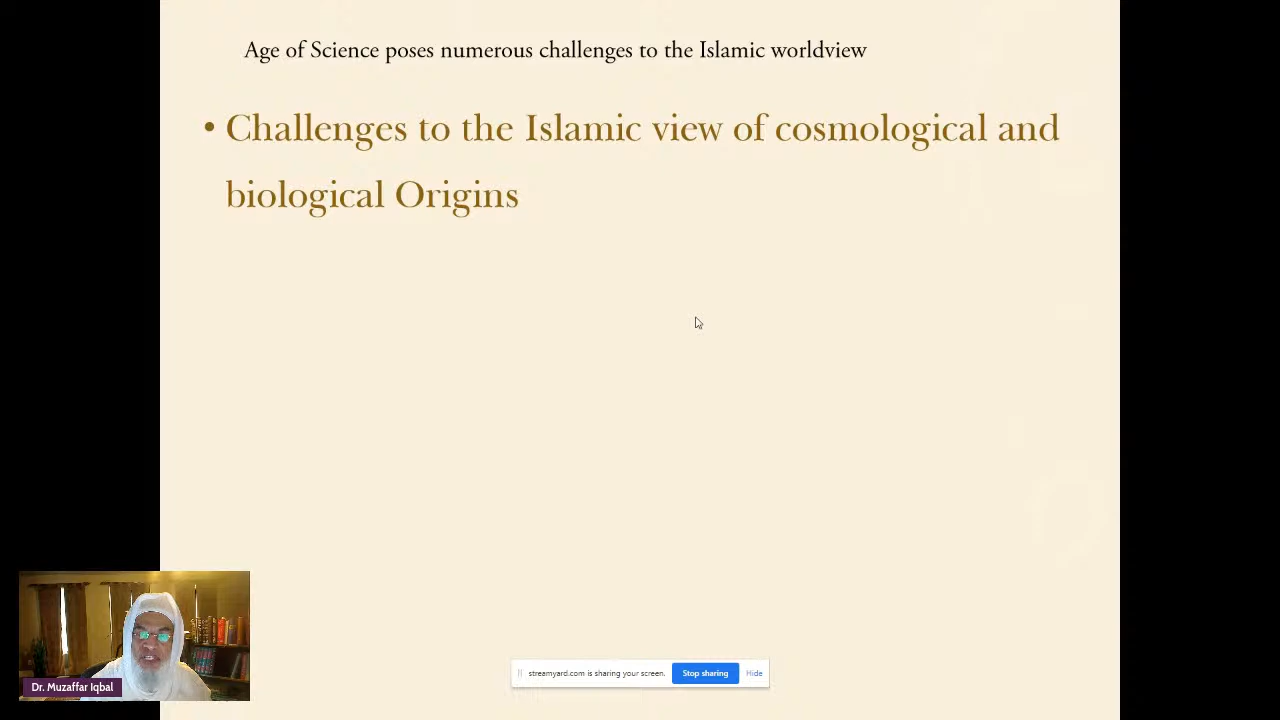 Age of Science poses numerous challenges to the Islamic worldview
• Challenges to the Islamic view of cosmological and
biological Origins
Dr. Muzaffar Iqbal
streamyard.com is sharing your screen. Stop sharing Hide